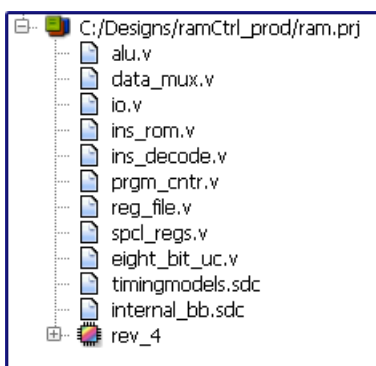 C:/Designs/ramCtrl_prod/ram.prj
alu.v
data_mux.v
io.v
ins_rom.v
ins_decode.v
prgm_cntr.v
reg_file.v
spcl_regs.v
eight_bit_uc.v
timingmodels.sdc
internal_bb.sdc
rev_4